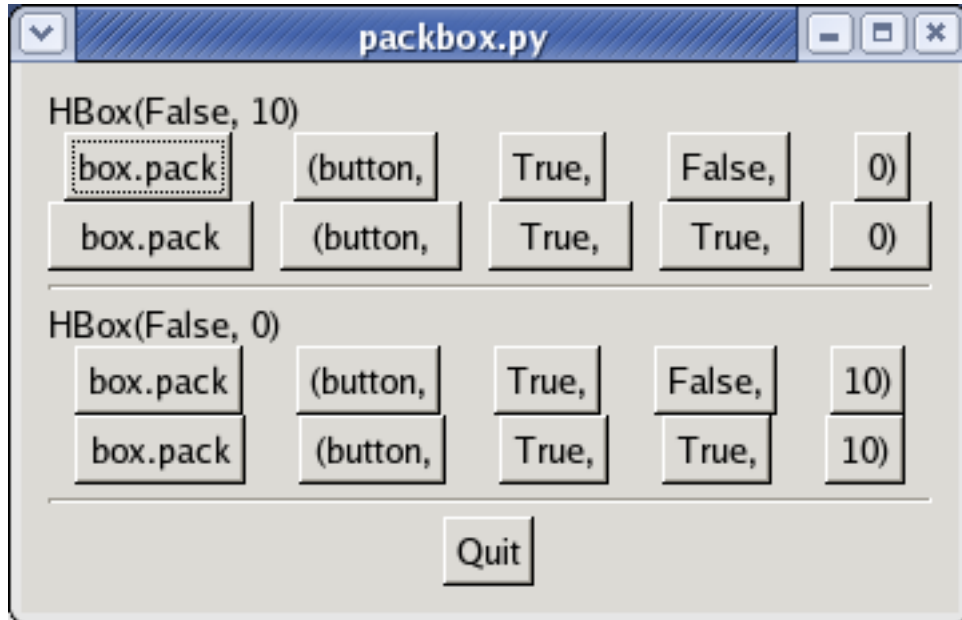 packbox.py
HBox(False, 10)
box.pack (button, True, False, 0)
box.pack (button, True, True, 0)
HBox(False, 0)
box.pack (button, True, False, 10)
box.pack (button, True, True, 10)
Quit